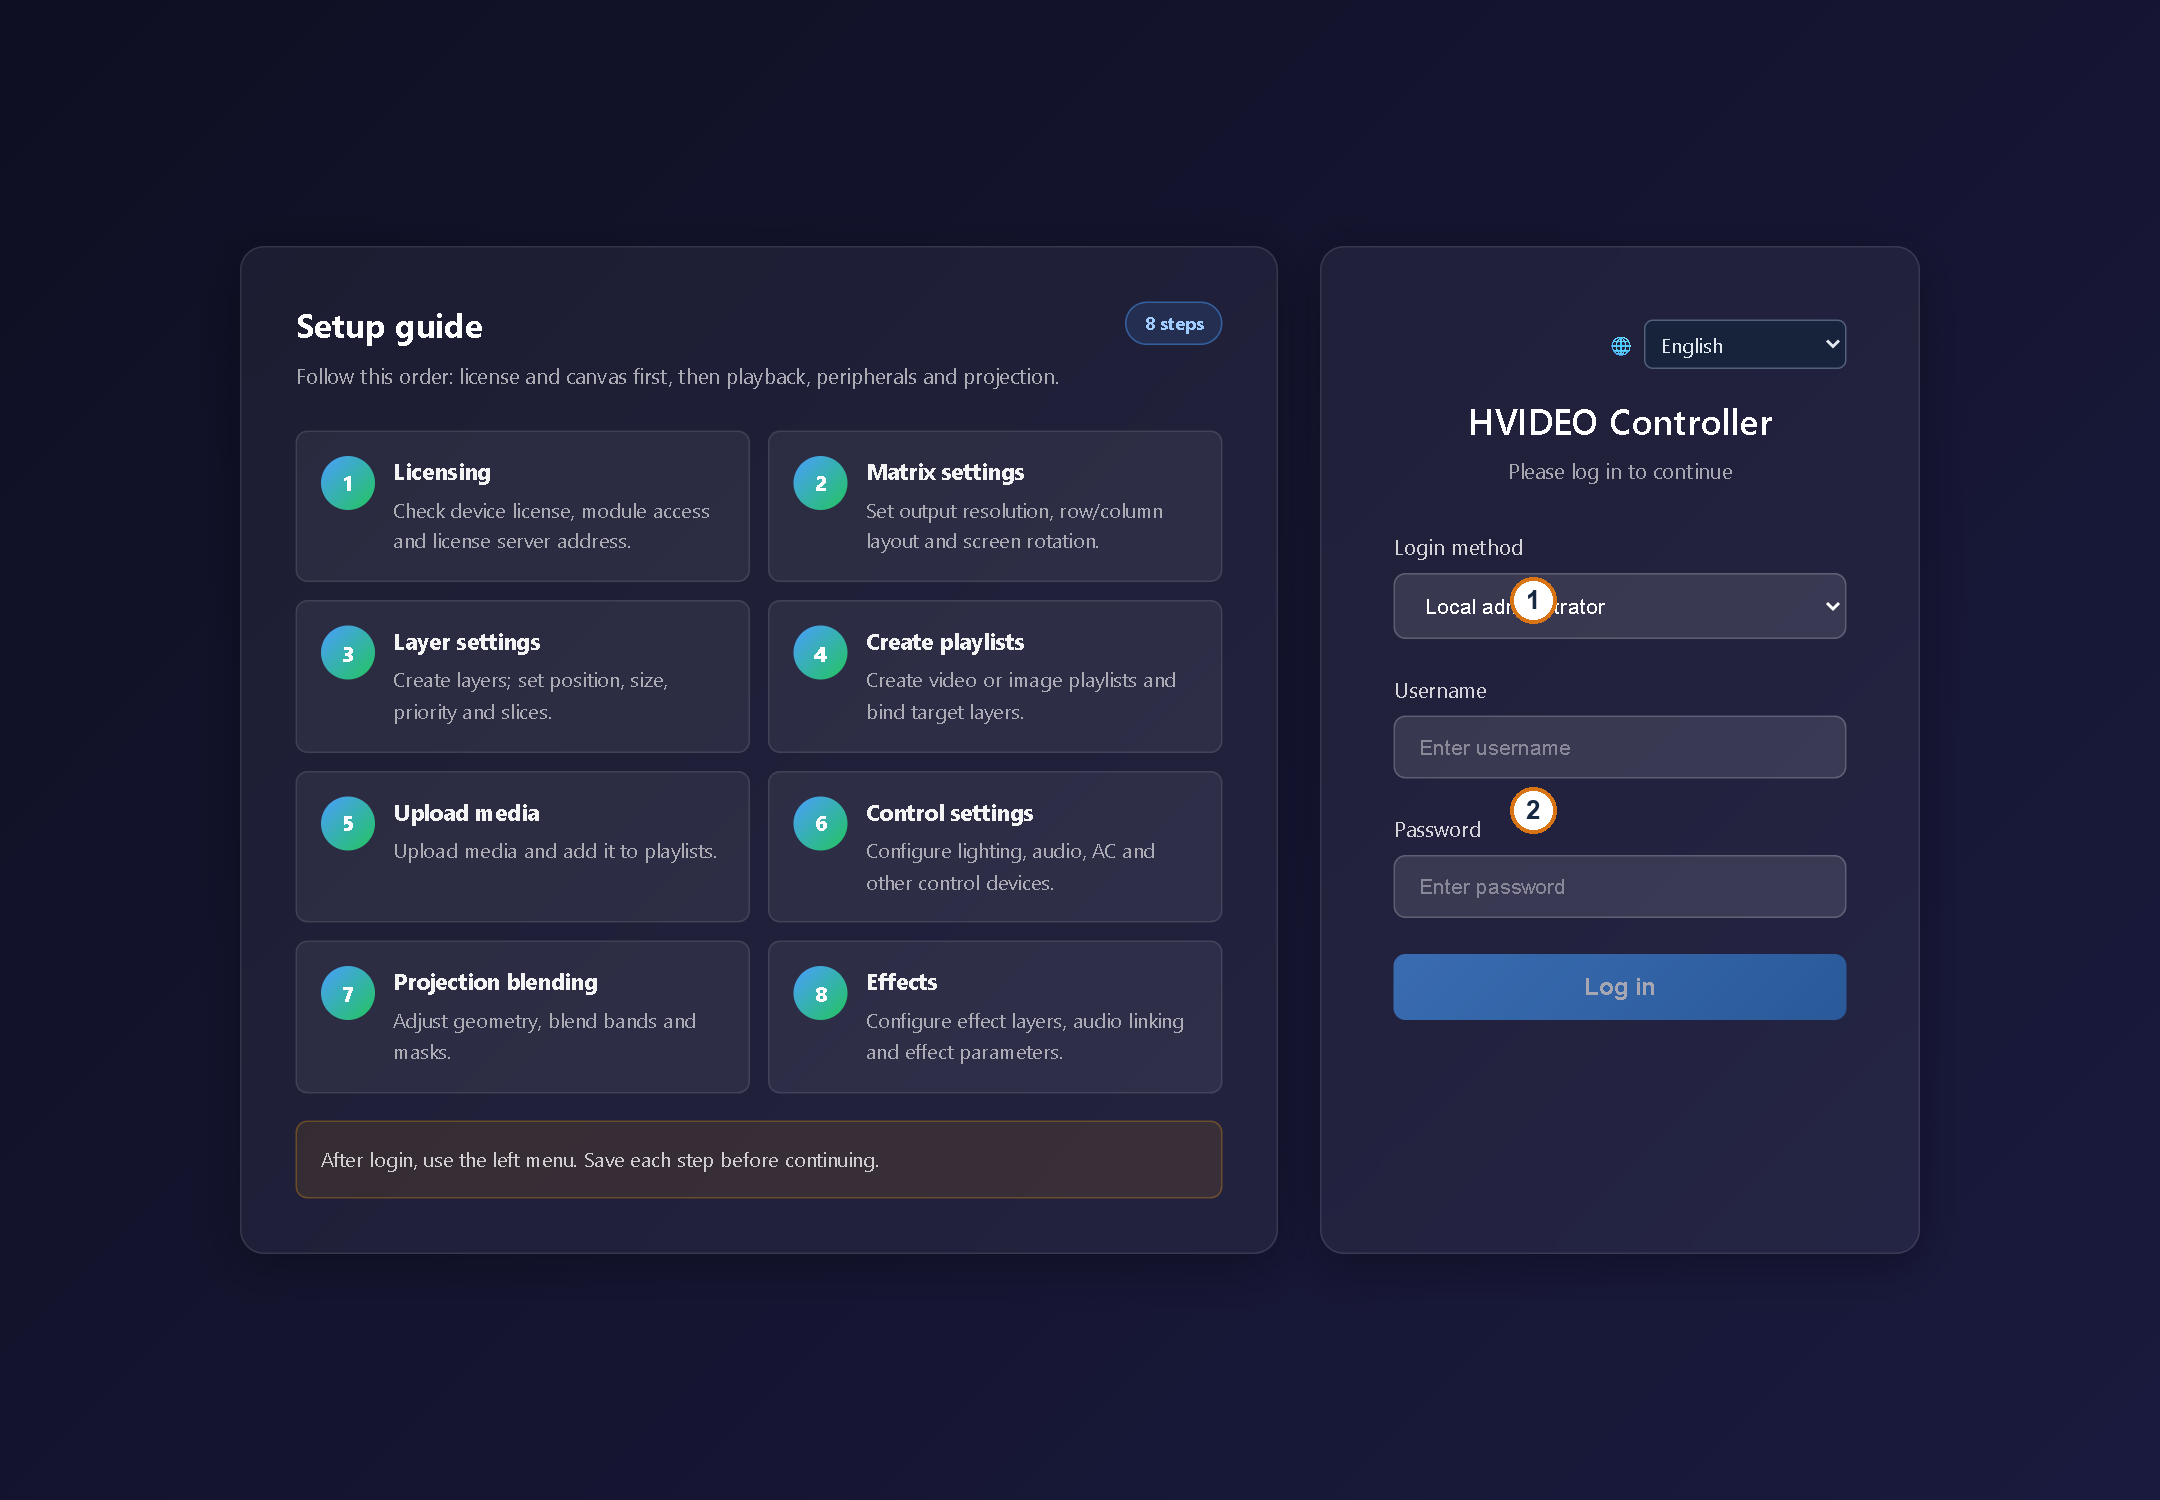 Setup guide
8 steps
Follow this order: license and canvas first, then playback, peripherals and projection.
1
Licensing
Check device license, module access
and license server address.
2
Matrix settings
Set output resolution, row/column
layout and screen rotation.
3
Layer settings
Create layers; set position, size,
priority and slices.
4
Create playlists
Create video or image playlists and
bind target layers.
5
Upload media
Upload media and add it to playlists.
6
Control settings
Configure lighting, audio, AC and
other control devices.
7
Projection blending
Adjust geometry, blend bands and
masks.
8
Effects
Configure effect layers, audio linking
and effect parameters.
After login, use the left menu. Save each step before continuing.
English
HVIDEO Controller
Please log in to continue
Login method
Local
1
Username
Enter username
2
Password
Enter password
Log in